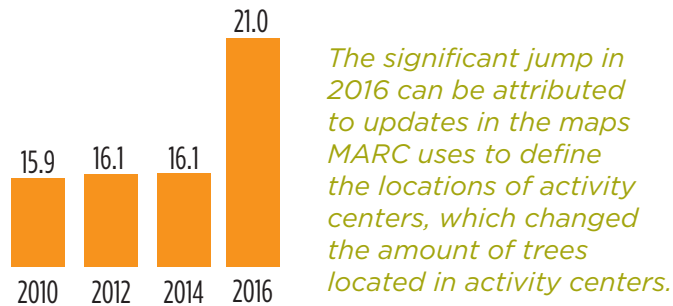 21.0
15.9 16.1 16.1
2010 2012 2014 2016
The significant jump in
2016 can be attributed
to updates in the maps
MARC uses to define
the locations of activity
centers, which changed
the amount of trees
located in activity centers.